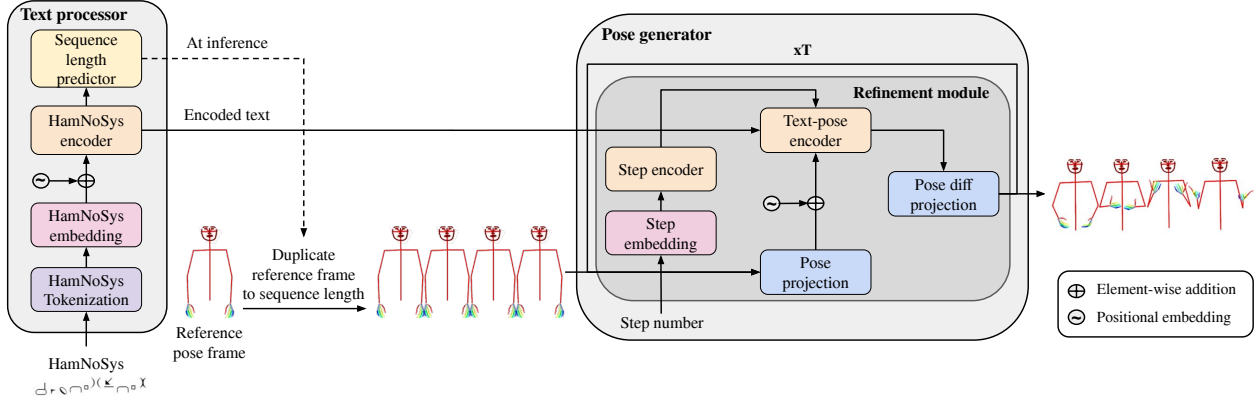 Text processor
Sequence
length
predictor
At inference
HamNoSys
encoder
Encoded text
HamNoSys
embedding
HamNoSys
Tokenization
HamNoSys
Reference
pose frame
Duplicate
reference frame
to sequence length
Pose generator
xT
Refinement module
Text-pose
encoder
Step encoder
Step
embedding
Pose diff
projection
Pose
projection
Step number
Element-wise addition
Positional embedding